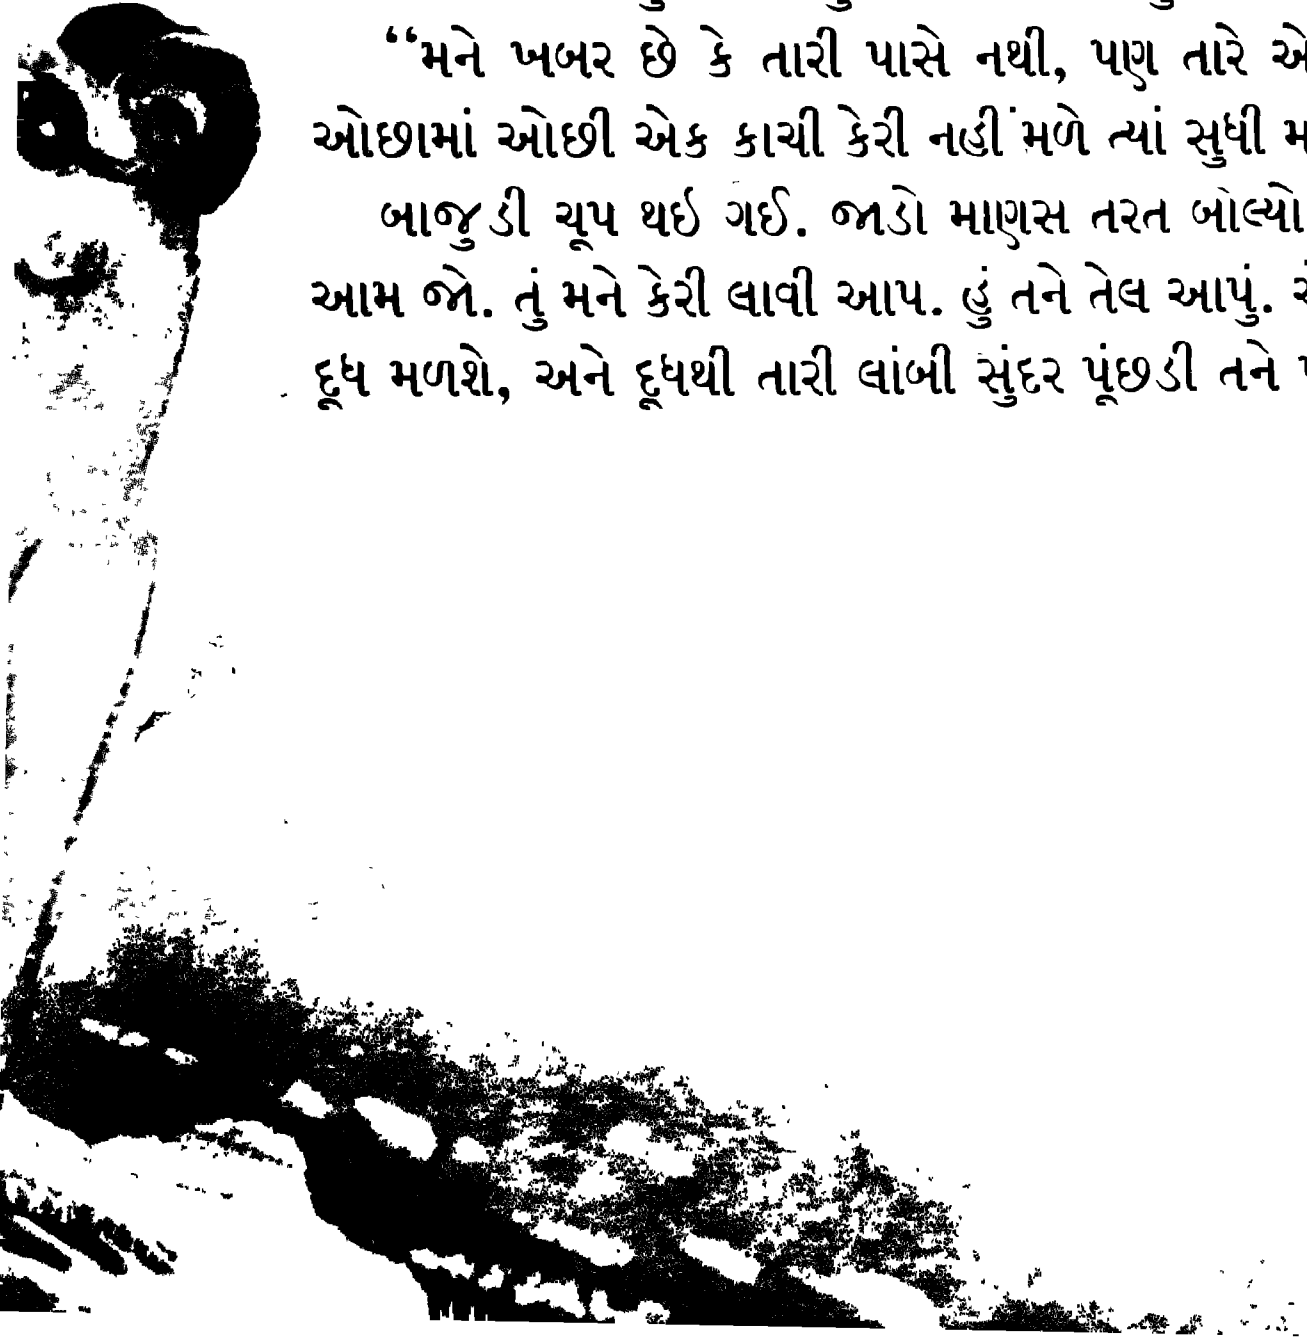 “મને ખબર છે કે તારી પાસે નથી, પણ તારે
ઓછામાં ઓછી એક કાચી કેરી નહીં મળે ત્યાં સુધી
બાજુડી ચૂપ થઇ ગઈ. જાડો માણસ તરત બોલ્યો
આમ જો. તું મને કેરી લાવી આપ. હું તને તેલ આપું.
દૂધ મળશે, અને દૂધથી તારી લાંબી સુંદર પૂંછડી તને